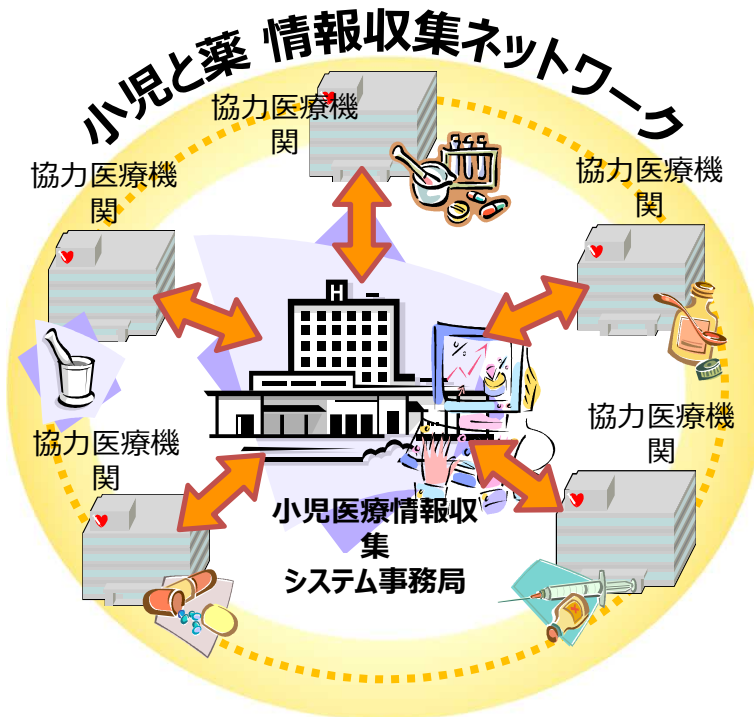 小児と薬 情報収集ネットワーク
協力医療機
関
協力医療機
関
協力医療機
関
H
協力医療機
関
協力医療機
関
小児医療情報収
集
システム事務局